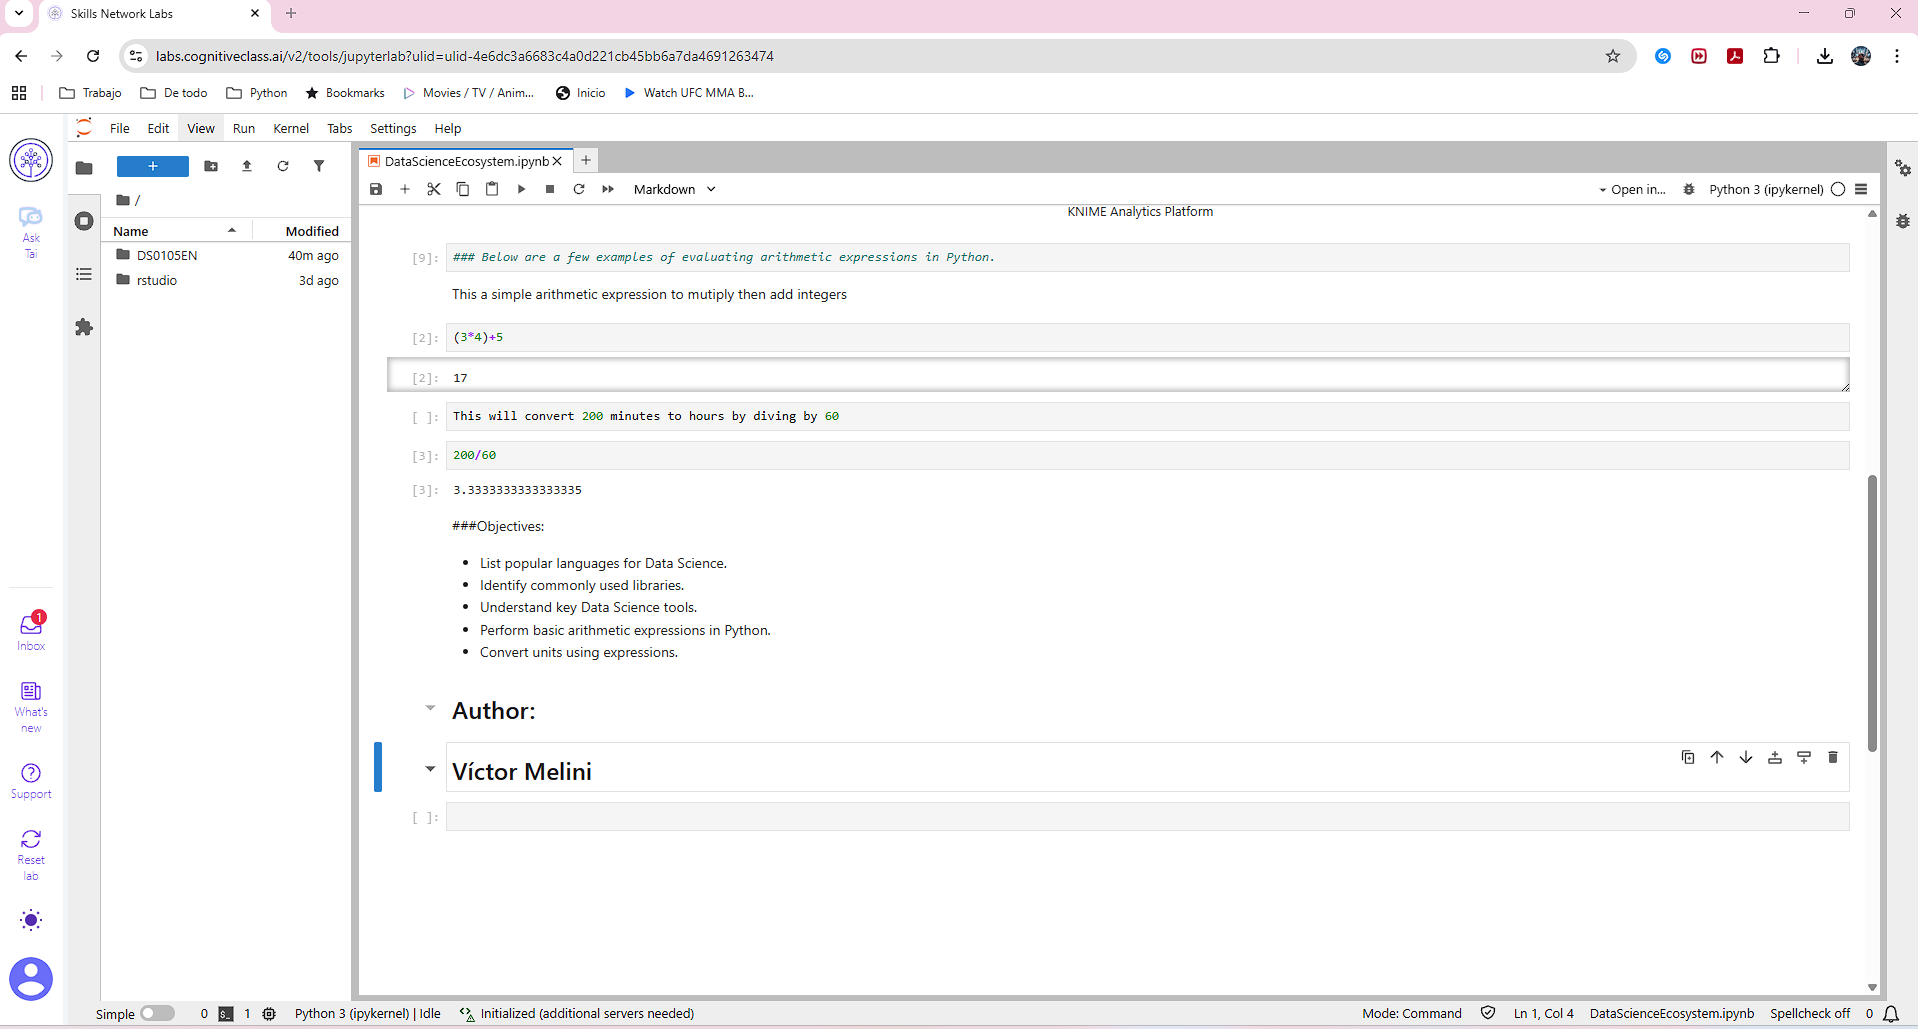 Skills Network Labs
labs.cognitiveclass.ai/v2/tools/jupyterlab?ulid=ulid-4e6dc3a6683c4a0d221cb45bb6a7da4691263474
Trabajo De todo Python Bookmarks Movies / TV / Anim... Inicio Watch UFC MMA B...
File Edit View Run Kernel Tabs Settings Help
DataScienceEcosystem.ipynb
Markdown Open in... Python 3 (ipykernel)
/
Name Modified
DS0105EN 40m ago
rstudio 3d ago
Ask
Tai
1
Inbox
What's
new
Support
Reset
lab
KNIME Analytics Platform
[9]: ### Below are a few examples of evaluating arithmetic expressions in Python.
This a simple arithmetic expression to mutiply then add integers
[2]: (3*4)+5
[2]: 17
[ ]: This will convert 200 minutes to hours by diving by 60
[3]: 200/60
[3]: 3.3333333333333335
###Objectives:
• List popular languages for Data Science.
• Identify commonly used libraries.
• Understand key Data Science tools.
• Perform basic arithmetic expressions in Python.
• Convert units using expressions.
Author:
Víctor Melini
[ ]:
Simple 0 $_ 1 Python 3 (ipykernel) | Idle Initialized (additional servers needed) Mode: Command Ln 1, Col 4 DataScienceEcosystem.ipynb Spellcheck off 0